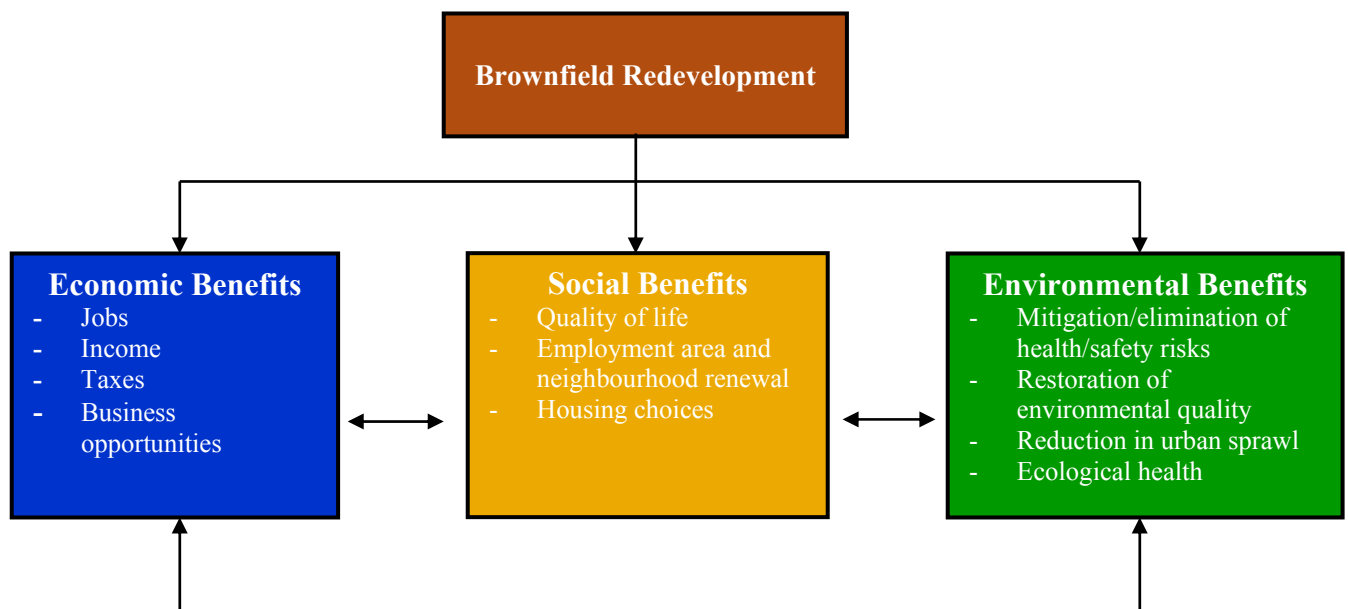 Brownfield Redevelopment
Economic Benefits
- Jobs
- Income
- Taxes
- Business
opportunities
Social Benefits
- Quality of life
- Employment area and
neighbourhood renewal
- Housing choices
Environmental Benefits
- Mitigation/elimination of
health/safety risks
- Restoration of
environmental quality
- Reduction in urban sprawl
- Ecological health